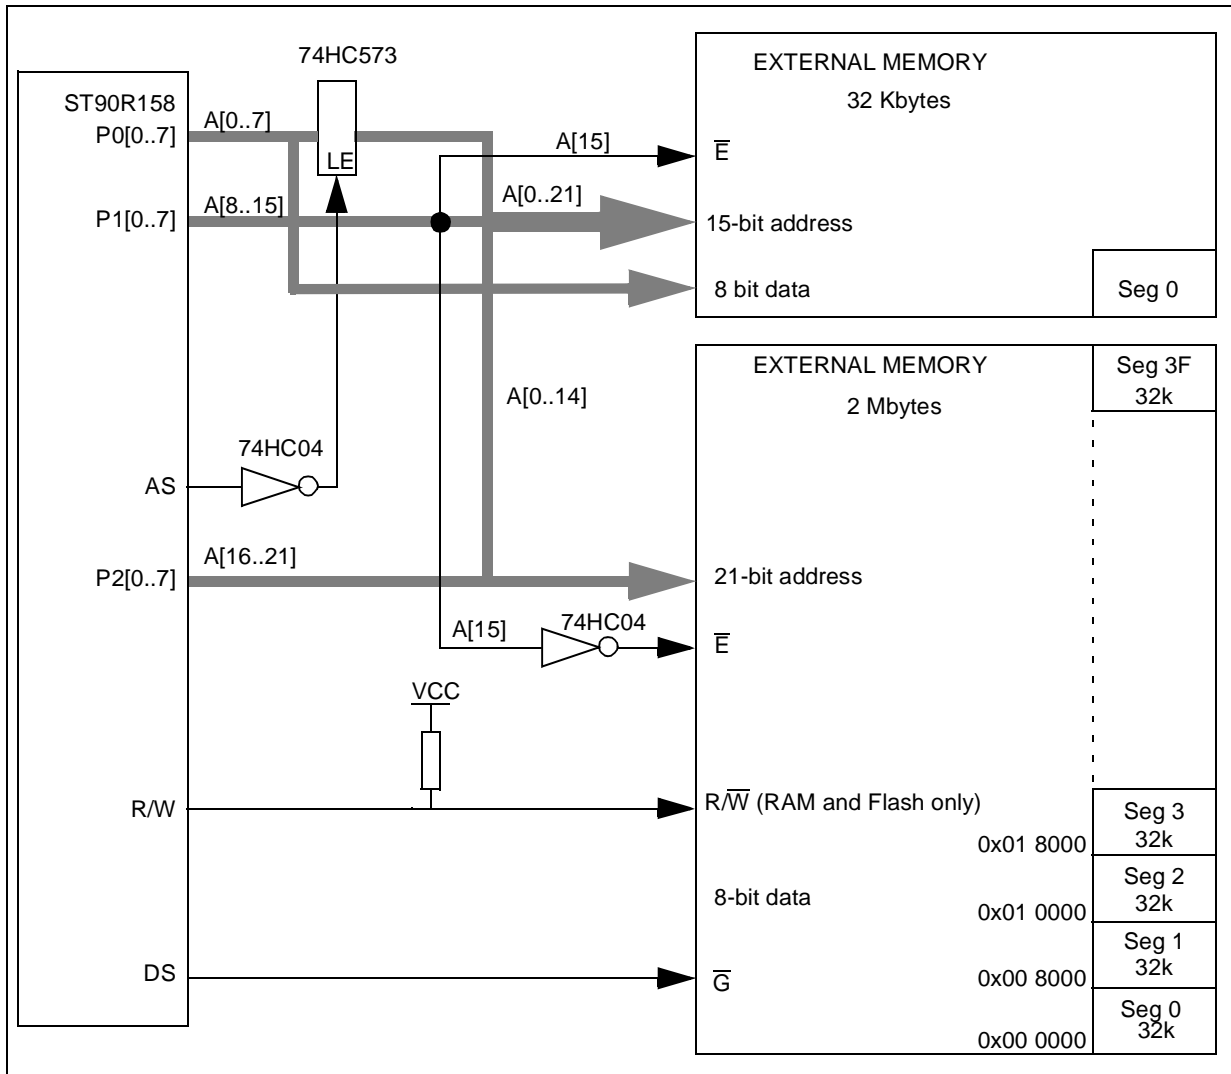 74HC573
EXTERNAL MEMORY
32 Kbytes
ST90R158
P0[0..7]
A[0..7]
LE
A[15]
E̅
P1[0..7]
A[8..15]
A[0..21]
15-bit address
8 bit data
Seg 0
EXTERNAL MEMORY
2 Mbytes
Seg 3F
32k
A[0..14]
74HC04
AS
A[16..21]
P2[0..7]
21-bit address
A[15]
74HC04
E̅
VCC
R/W
R/W̅ (RAM and Flash only)
Seg 3
32k
0x01 8000
8-bit data
Seg 2
32k
0x01 0000
Seg 1
32k
DS
G̅
0x00 8000
Seg 0
32k
0x00 0000